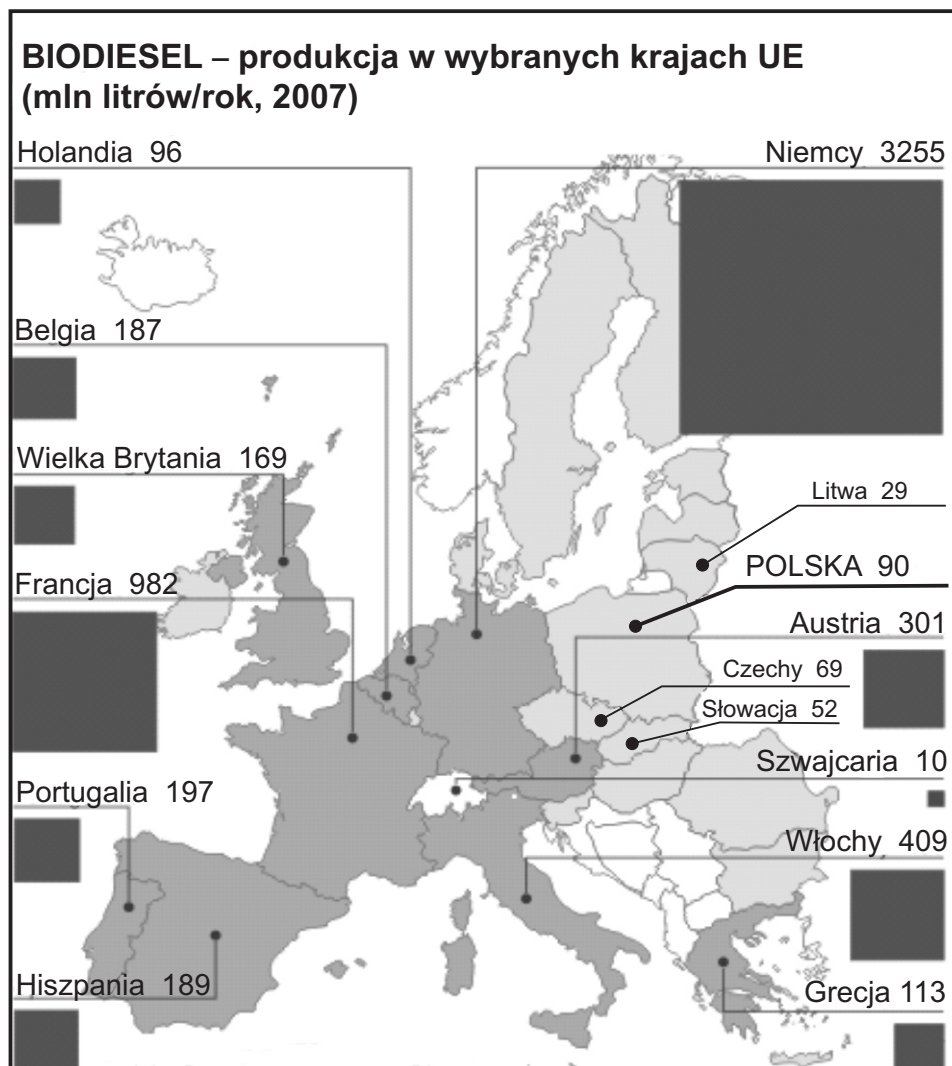 BIODIESEL – produkcja w wybranych krajach UE
(mln litrów/rok, 2007)
Holandia 96
Niemcy 3255
Belgia 187
Wielka Brytania 169
Litwa 29
Francja 982
POLSKA 90
Austria 301
Czechy 69
Słowacja 52
Szwajcaria 10
Portugalia 197
Włochy 409
Hiszpania 189
Grecja 113